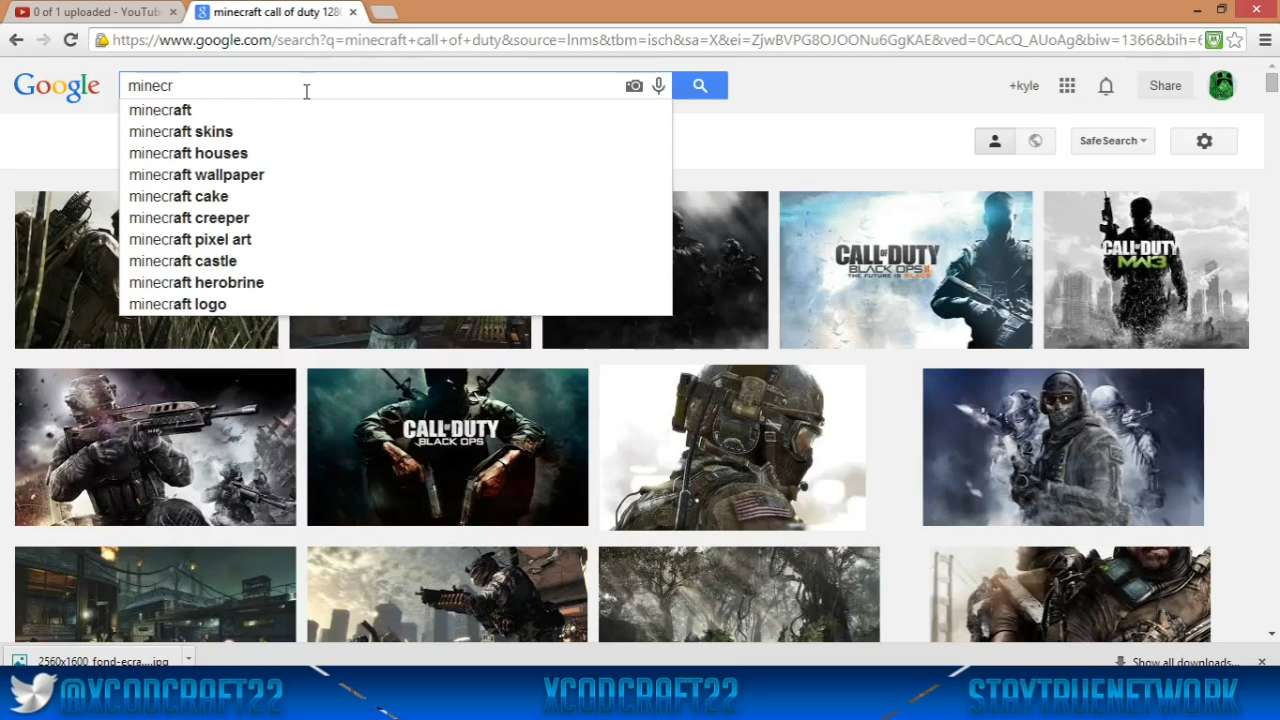 0 of 1 uploaded - YouTub
minecraft call of duty 128
https://www.google.com/search?q=minecraft+call+of+duty&source=lnms&tbm=isch&sa=X&ei=ZjwBVPG8OJOONu6GgKAE&ved=0CAcQ_AUoAg&biw=1366&bih=6
Google
minecr
+kyle
Share
minecraft
minecraft skins
minecraft houses
minecraft wallpaper
minecraft cake
minecraft creeper
minecraft pixel art
minecraft castle
minecraft herobrine
minecraft logo
SafeSearch
CALL OF DUTY
BLACK OPS II
THE FUTURE IS BLACK
CALL OF DUTY
MW3
CALL OF DUTY
BLACK OPS
2560x1600_fond-ecra....jpg
Show all downloads...
@XCODCRAFT22
XCODCRAFT22
STAYTRUENETWORK